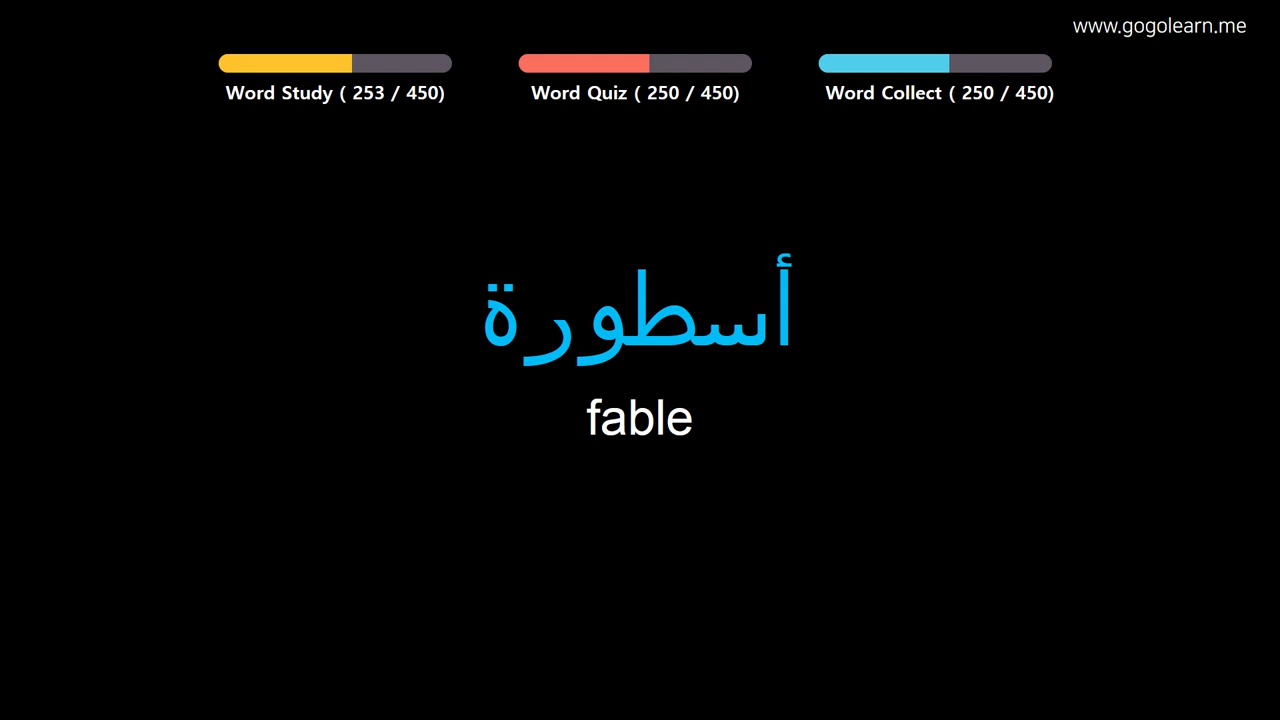 www.gogolearn.me
Word Study ( 253 / 450)
Word Quiz ( 250 / 450)
Word Collect ( 250 / 450)
أسطورة
fable